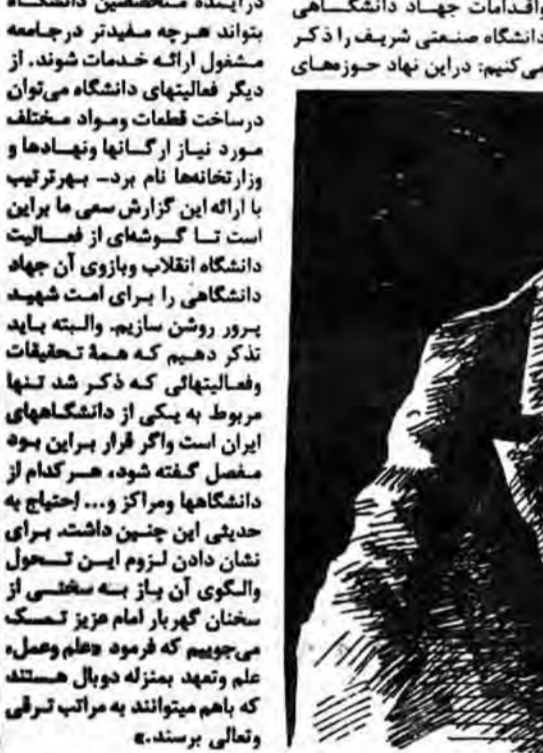 واقدامات جهاد دانشگاهی
دانشگاه صنعتی شریف را ذکر
می‌کنیم: دراین نهاد حوزه‌های
درآینده متخصصین دانشگاه
بتواند هرچه مفیدتر درجامعه
مشغول ارائه خدمات شوند. از
دیگر فعالیتهای دانشگاه می‌توان
درساخت قطعات ومواد مختلف
مورد نیاز ارگانها ونهادها و
وزارتخانه‌ها نام برد- بهرترتیب
با ارائه این گزارش سعی ما براین
است تا گوشه‌ای از فعالیت
دانشگاه انقلاب وبازوی آن جهاد
دانشگاهی را برای امت شهید
پرور روشن سازیم. والبته باید
تذکر دهیم که همهٔ تحقیقات
وفعالیتهائی که ذکر شد تنها
مربوط به یکی از دانشگاههای
ایران است واگر قرار براین بود
مفصل گفته شود، هرکدام از
دانشگاهها ومراکز و... احتیاج به
حدیثی این چنین داشت. برای
نشان دادن لزوم این تحول
والگوی آن باز به سخنی از
سخنان گهربار امام عزیز تمسک
می‌جوییم که فرمود «علم وعمل،
علم وتعهد بمنزله دوبال هستند
که باهم میتوانند به مراتب ترقی
وتعالی برسند.»